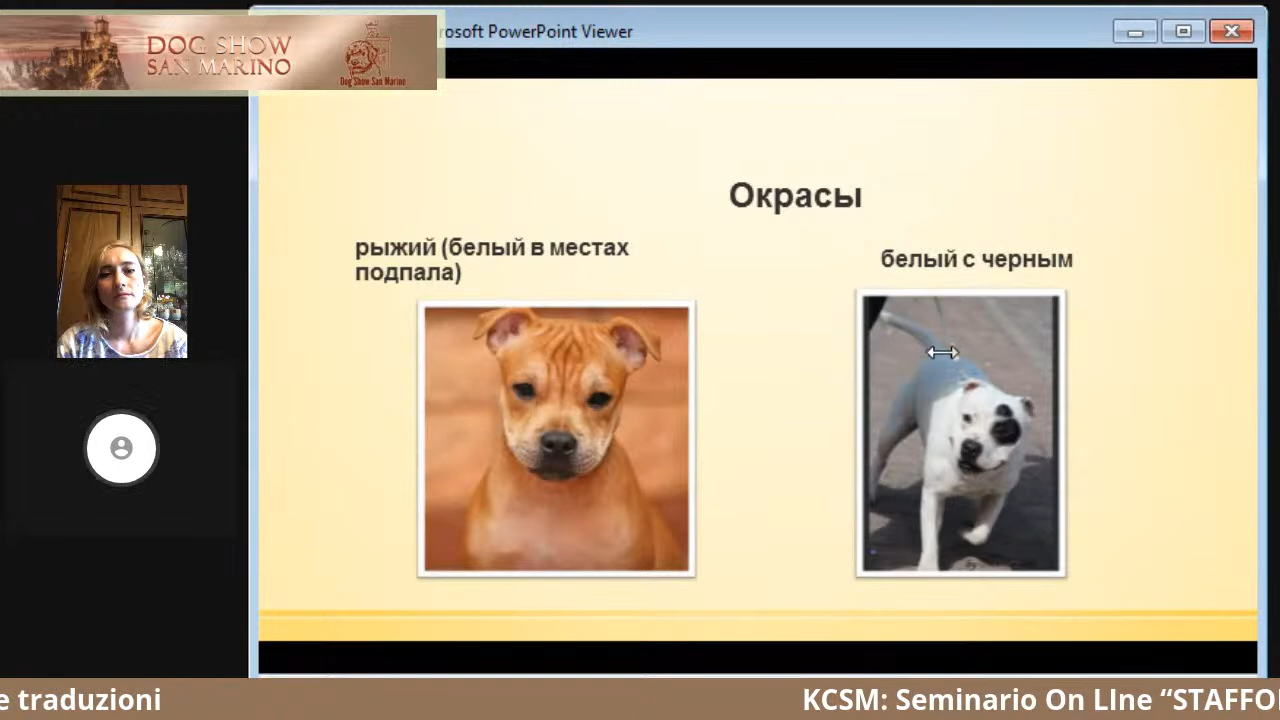 DOG SHOW
SAN MARINO
Dog Show San Marino
rosoft PowerPoint Viewer
Окрасы
рыжий (белый в местах
подпала)
белый с черным
e traduzioni
KCSM: Seminario On LIne “STAFFO